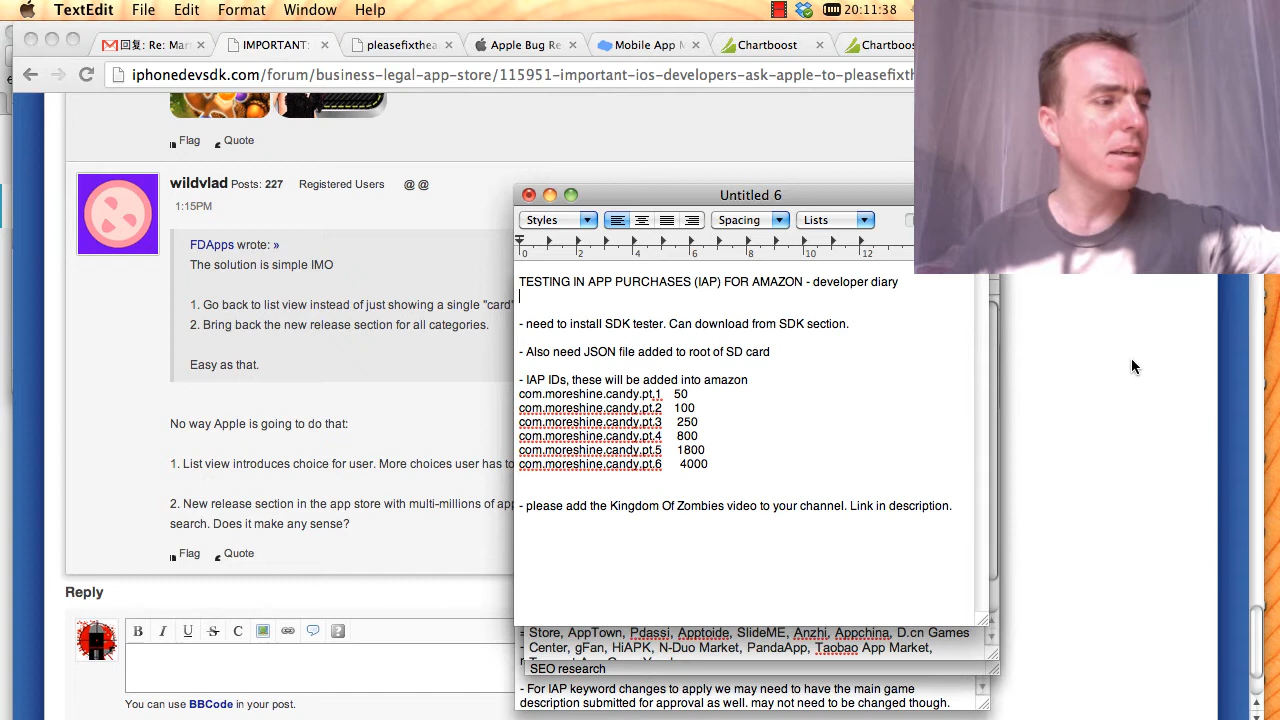 TextEdit File Edit Format Window Help 20:11:38
回复: Re: Mar IMPORTANT: pleasefixthea Apple Bug Re Mobile App M Chartboost Chartboos
iphonedevsdk.com/forum/business-legal-app-store/115951-important-ios-developers-ask-apple-to-pleasefixth
Flag Quote
wildvlad Posts: 227 Registered Users @ @
1:15PM
FDApps wrote: »
The solution is simple IMO
1. Go back to list view instead of just showing a single "card"
2. Bring back the new release section for all categories.
Easy as that.
No way Apple is going to do that:
1. List view introduces choice for user. More choices user has to
2. New release section in the app store with multi-millions of app
search. Does it make any sense?
Flag Quote
Reply
B I U S C
You can use BBCode in your post.
Untitled 6
Styles Spacing Lists
0 2 4 6 8 10 12
TESTING IN APP PURCHASES (IAP) FOR AMAZON - developer diary
- need to install SDK tester. Can download from SDK section.
- Also need JSON file added to root of SD card
- IAP IDs, these will be added into amazon
com.moreshine.candy.pt.1 50
com.moreshine.candy.pt.2 100
com.moreshine.candy.pt.3 250
com.moreshine.candy.pt.4 800
com.moreshine.candy.pt.5 1800
com.moreshine.candy.pt.6 4000
- please add the Kingdom Of Zombies video to your channel. Link in description.
Store, AppTown, Pdassi, Apptoide, SlideME, Anzhi, Appchina, D.cn Games
Center, gFan, HiAPK, N-Duo Market, PandaApp, Taobao App Market,
SEO research
- For IAP keyword changes to apply we may need to have the main game
description submitted for approval as well. may not need to be changed though.